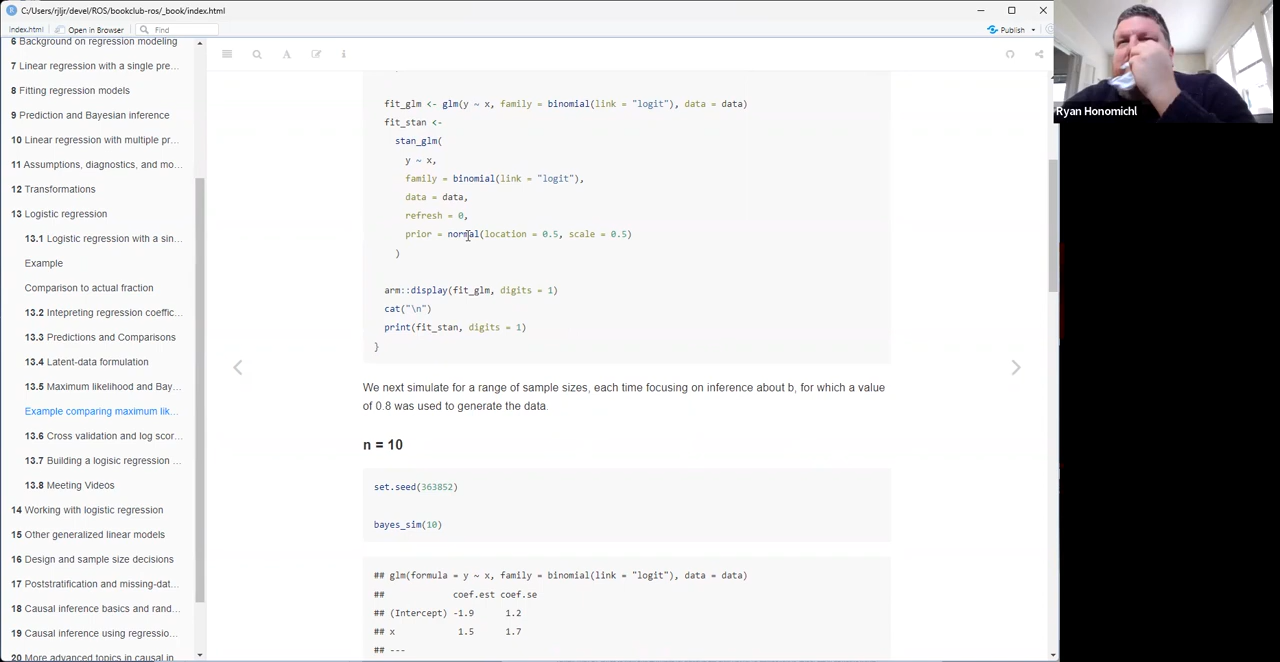 C:/Users/rjljr/devel/ROS/bookclub-ros/_book/index.html
index.html
Open in Browser
Find
Publish
6 Background on regression modeling
7 Linear regression with a single pre...
8 Fitting regression models
9 Prediction and Bayesian inference
10 Linear regression with multiple pr...
11 Assumptions, diagnostics, and mo...
12 Transformations
13 Logistic regression
13.1 Logistic regression with a sin...
Example
Comparison to actual fraction
13.2 Intepreting regression coeffic...
13.3 Predictions and Comparisons
13.4 Latent-data formulation
13.5 Maximum likelihood and Bay...
Example comparing maximum lik...
13.6 Cross validation and log scor...
13.7 Building a logisic regression ...
13.8 Meeting Videos
14 Working with logistic regression
15 Other generalized linear models
16 Design and sample size decisions
17 Poststratification and missing-dat...
18 Causal inference basics and rand...
19 Causal inference using regressio...
20 More advanced topics in causal in
fit_glm <- glm(y ~ x, family = binomial(link = "logit"), data = data)
fit_stan <-
stan_glm(
y ~ x,
family = binomial(link = "logit"),
data = data,
refresh = 0,
prior = normal(location = 0.5, scale = 0.5)
)
arm::display(fit_glm, digits = 1)
cat("\n")
print(fit_stan, digits = 1)
}
We next simulate for a range of sample sizes, each time focusing on inference about b, for which a value
of 0.8 was used to generate the data.
n = 10
set.seed(363852)
bayes_sim(10)
## glm(formula = y ~ x, family = binomial(link = "logit"), data = data)
## coef.est coef.se
## (Intercept) -1.9 1.2
## x 1.5 1.7
## ---
Ryan Honomichl